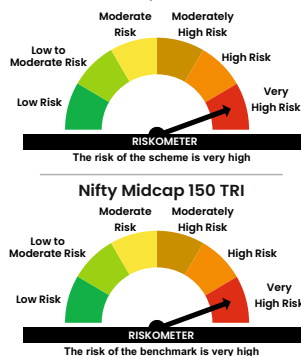 Moderate Risk
Moderately High Risk
Low to Moderate Risk
High Risk
Low Risk
Very High Risk
RISKOMETER
The risk of the scheme is very high
Nifty Midcap 150 TRI
Moderate Risk
Moderately High Risk
Low to Moderate Risk
High Risk
Low Risk
Very High Risk
RISKOMETER
The risk of the benchmark is very high